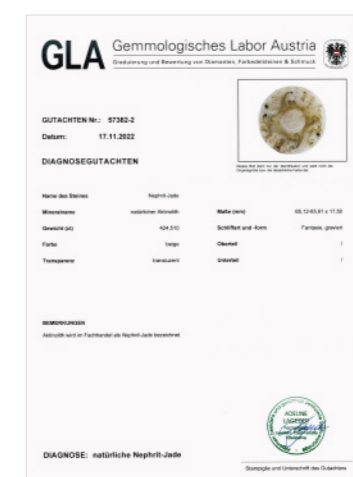 GLA Gemmologisches Labor Austria
Graduierung und Bewertung von Diamanten, Farbedelsteinen & Schmuck
GUTACHTEN Nr.: 57382-2
Datum: 17.11.2022
DIAGNOSEGUTACHTEN
Name des Steines Nephrit-Jade
Mineralname natürlicher Aktinolith
Maße (mm)
Gewicht (ct) 424,510
Schliffart und -form Fantasie, graviert
Farbe beige
Oberteil /
Transparenz transluzent
Unterteil /
BEMERKUNGEN
Aktinolith wird im Fachhandel als Nephrit-Jade bezeichnet
ADELINE
DIAGNOSE: natürliche Nephrit-Jade
Stampiglie und Unterschrift des Gutachters